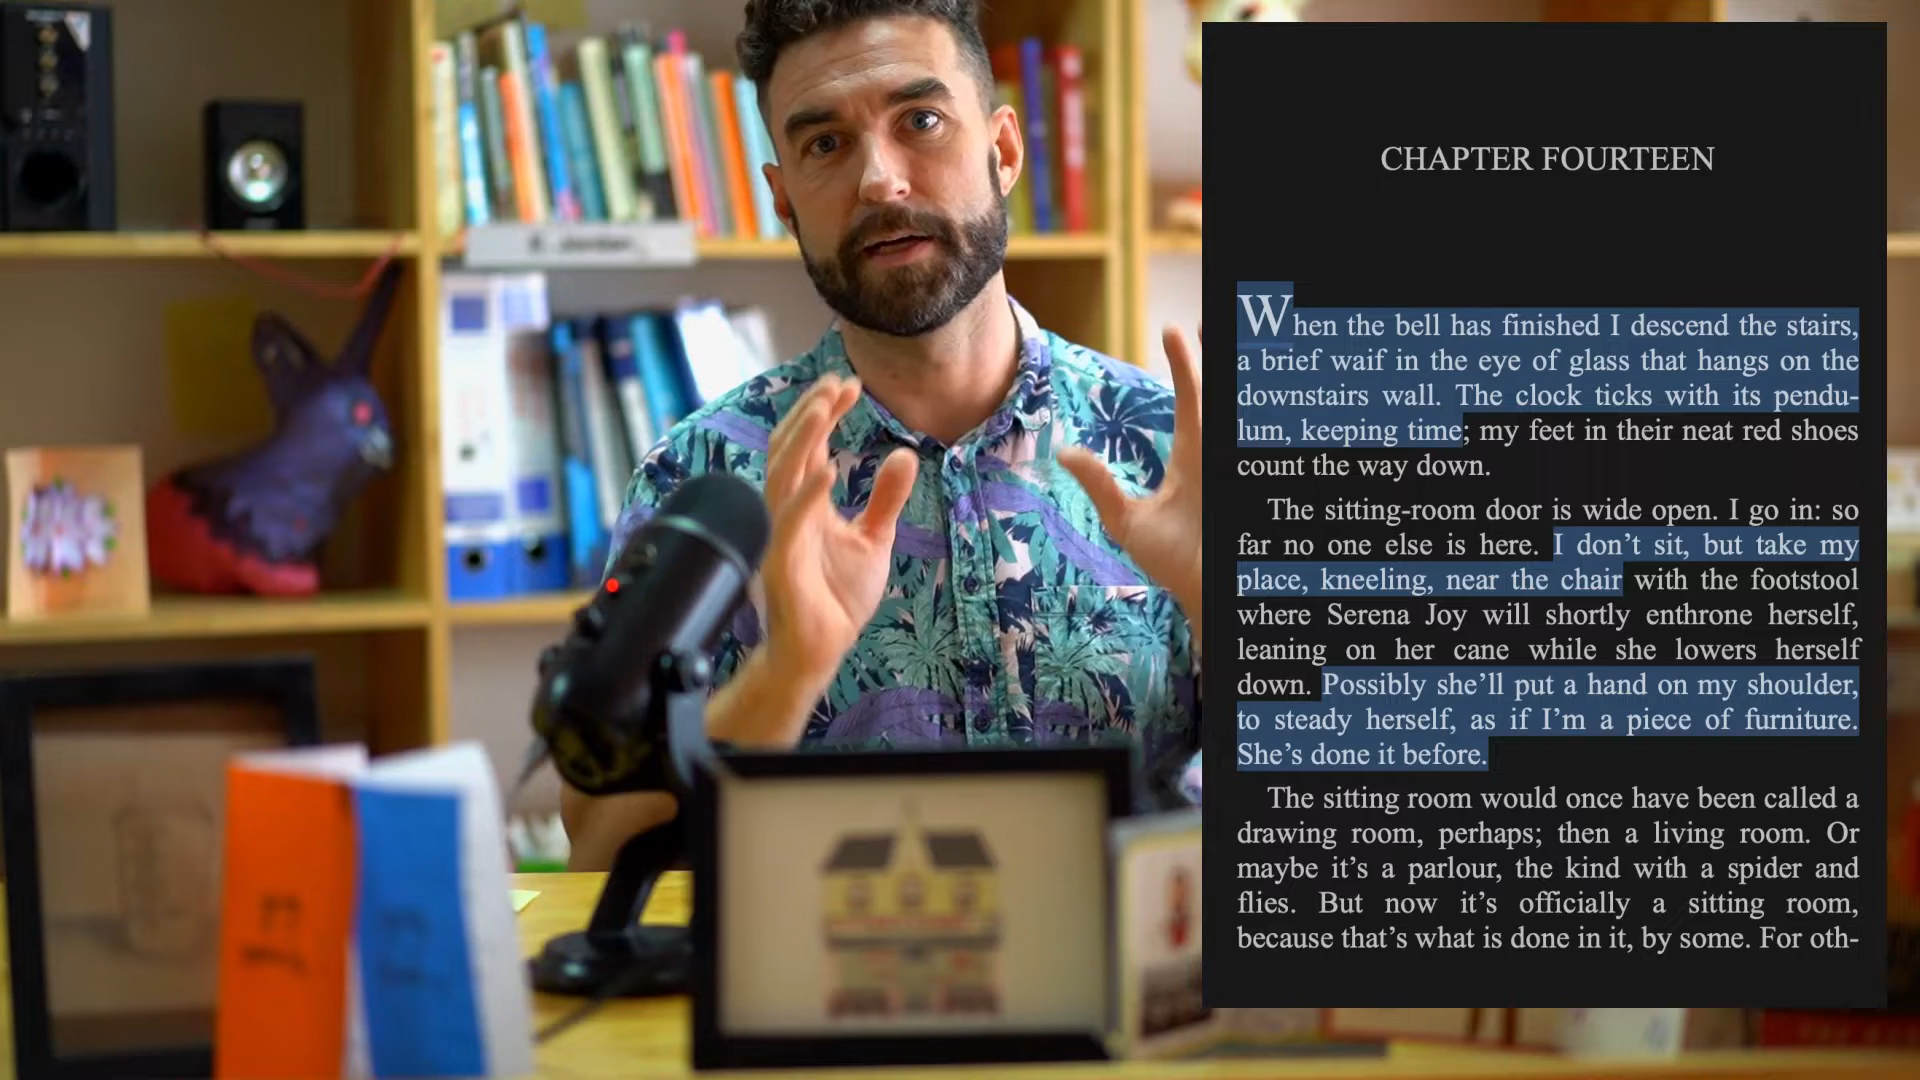 CHAPTER FOURTEEN
When the bell has finished I descend the stairs,
a brief waif in the eye of glass that hangs on the
downstairs wall. The clock ticks with its pendu-
lum, keeping time; my feet in their neat red shoes
count the way down.
The sitting-room door is wide open. I go in: so
far no one else is here. I don’t sit, but take my
place, kneeling, near the chair with the footstool
where Serena Joy will shortly enthrone herself,
leaning on her cane while she lowers herself
down. Possibly she’ll put a hand on my shoulder,
to steady herself, as if I’m a piece of furniture.
She’s done it before.
The sitting room would once have been called a
drawing room, perhaps; then a living room. Or
maybe it’s a parlour, the kind with a spider and
flies. But now it’s officially a sitting room,
because that’s what is done in it, by some. For oth-